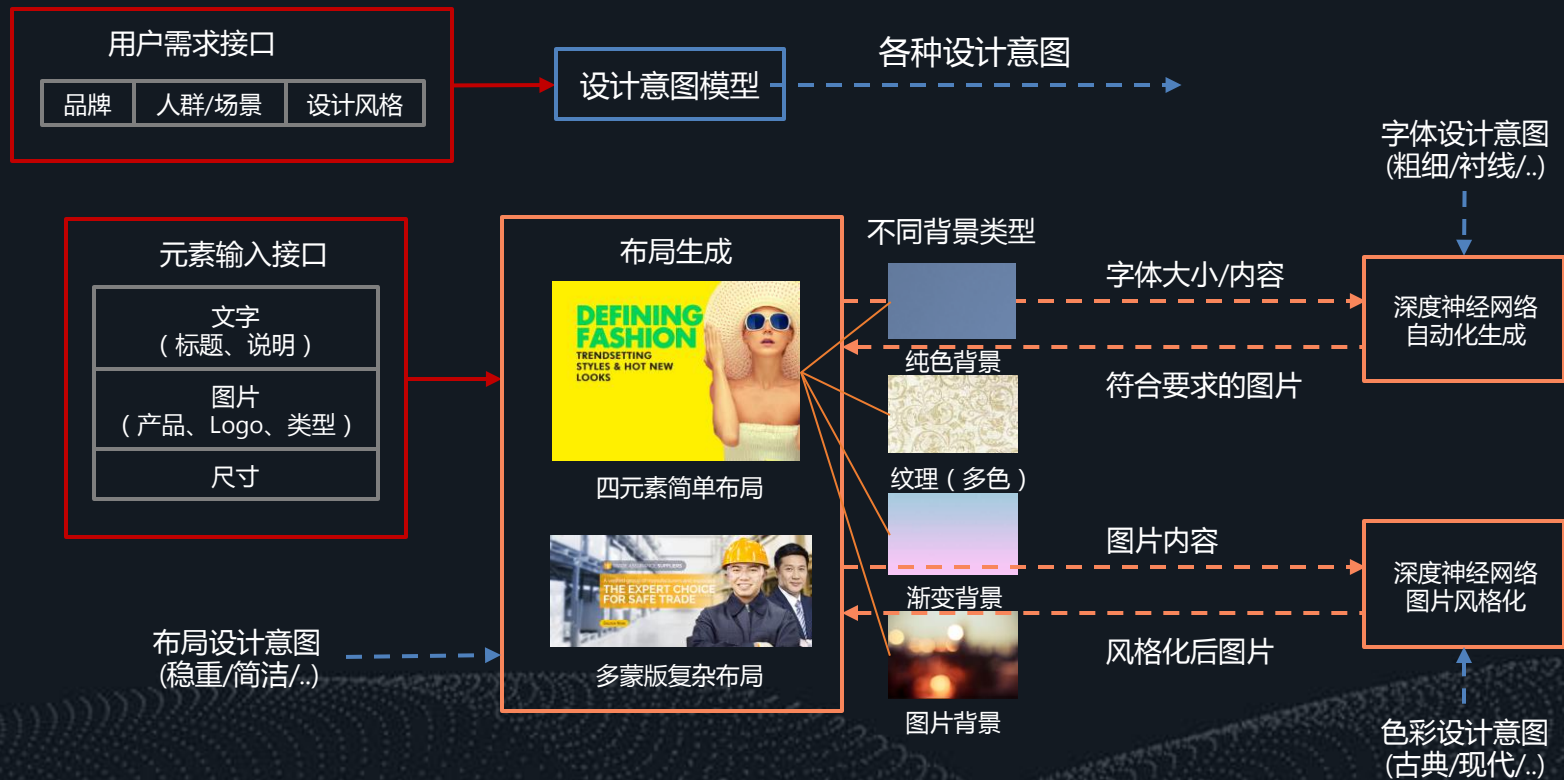 用户需求接口
品牌
人群/场景
设计风格
设计意图模型
各种设计意图
字体设计意图
(粗细/衬线/..)
元素输入接口
文字
（标题、说明）
图片
（产品、Logo、类型）
尺寸
布局生成
DEFINING
FASHION
TRENDSETTING
STYLES & HOT NEW
LOOKS
四元素简单布局
THE EXPERT CHOICE
FOR SAFE TRADE
多蒙版复杂布局
不同背景类型
纯色背景
纹理（多色）
渐变背景
图片背景
字体大小/内容
符合要求的图片
深度神经网络
自动化生成
图片内容
风格化后图片
深度神经网络
图片风格化
布局设计意图
(稳重/简洁/..)
色彩设计意图
(古典/现代/..)